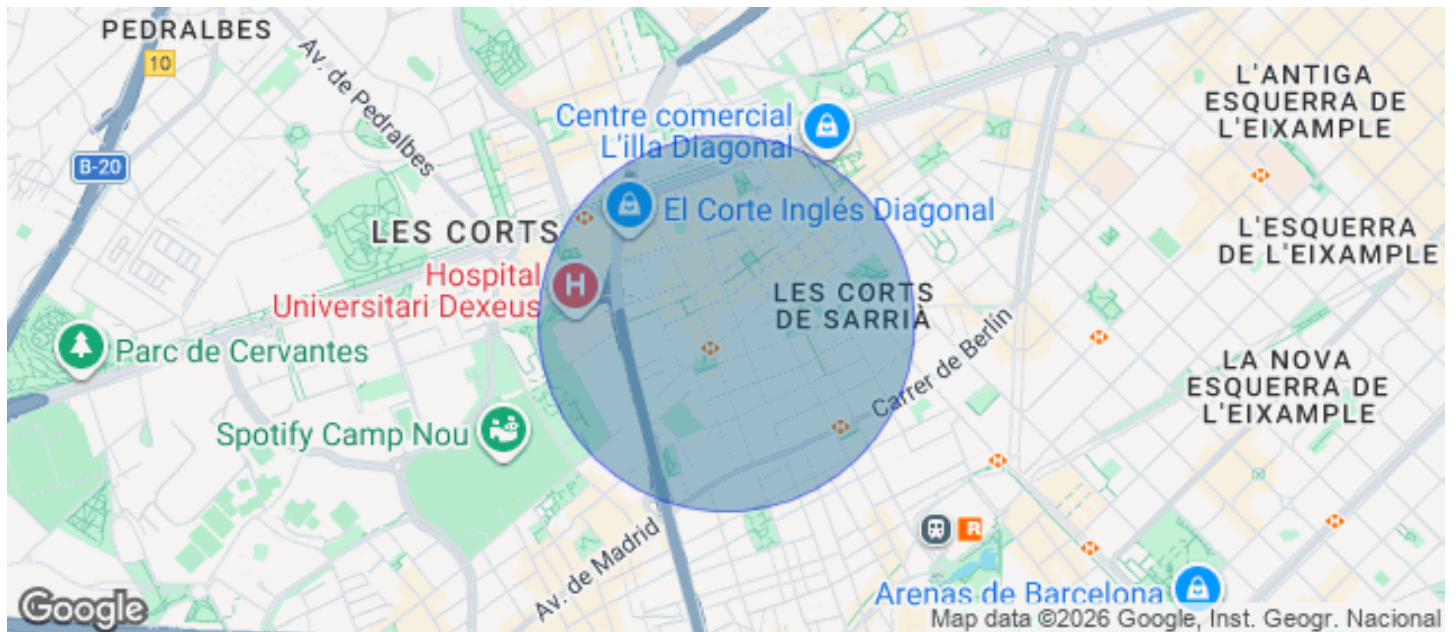 PEDRALBES
10
Av. de Pedralbes
B-20
Centre comercial
L'illa Diagonal
L'ANTIGA
ESQUERRA DE
L'EIXAMPLE
El Corte Inglés Diagonal
LES CORTS
L'ESQUERRA
DE L'EIXAMPLE
Hospital
Universitari Dexeus
H
LES CORTS
DE SARRIÀ
Parc de Cervantes
Carrer de Berlín
LA NOVA
ESQUERRA DE
L'EIXAMPLE
Spotify Camp Nou
Av. de Madrid
R
Arenas de Barcelona
Google
Map data ©2026 Google, Inst. Geogr. Nacional